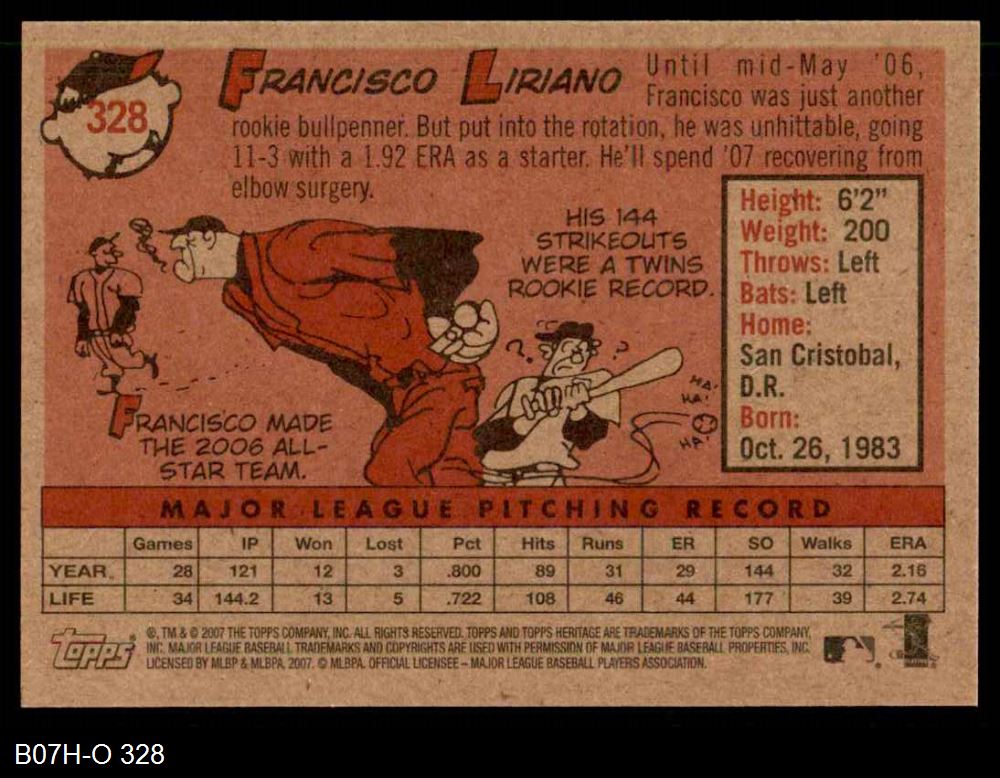 328
FRANCISCO LIRIANO
Until mid-May '06,
Francisco was just another
rookie bullpenner. But put into the rotation, he was unhittable, going
11-3 with a 1.92 ERA as a starter. He'll spend '07 recovering from
elbow surgery.
HIS 144
STRIKEOUTS
WERE A TWINS
ROOKIE RECORD.
? ?
HA!
HA!
HA!
FRANCISCO MADE
THE 2006 ALL-
STAR TEAM.
Height: 6'2"
Weight: 200
Throws: Left
Bats: Left
Home:
San Cristobal,
D.R.
Born:
Oct. 26, 1983
MAJOR LEAGUE PITCHING RECORD
Games IP Won Lost Pct Hits Runs ER SO Walks ERA
YEAR 28 121 12 3 .800 89 31 29 144 32 2.16
LIFE 34 144.2 13 5 .722 108 46 44 177 39 2.74
Topps®
®, TM & © 2007 THE TOPPS COMPANY, INC. ALL RIGHTS RESERVED. TOPPS AND TOPPS HERITAGE ARE TRADEMARKS OF THE TOPPS COMPANY,
INC. MAJOR LEAGUE BASEBALL TRADEMARKS AND COPYRIGHTS ARE USED WITH PERMISSION OF MAJOR LEAGUE BASEBALL PROPERTIES, INC.
LICENSED BY MLBP & MLBPA, 2007. © MLBPA. OFFICIAL LICENSEE – MAJOR LEAGUE BASEBALL PLAYERS ASSOCIATION.
B07H-O 328